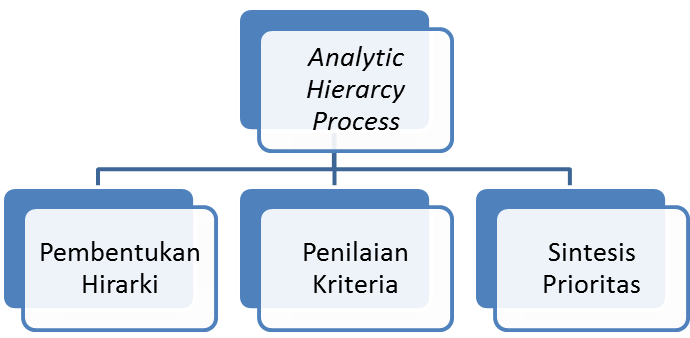 Analytic
Hierarcy
Process
Pembentukan
Hirarki
Penilaian
Kriteria
Sintesis
Prioritas